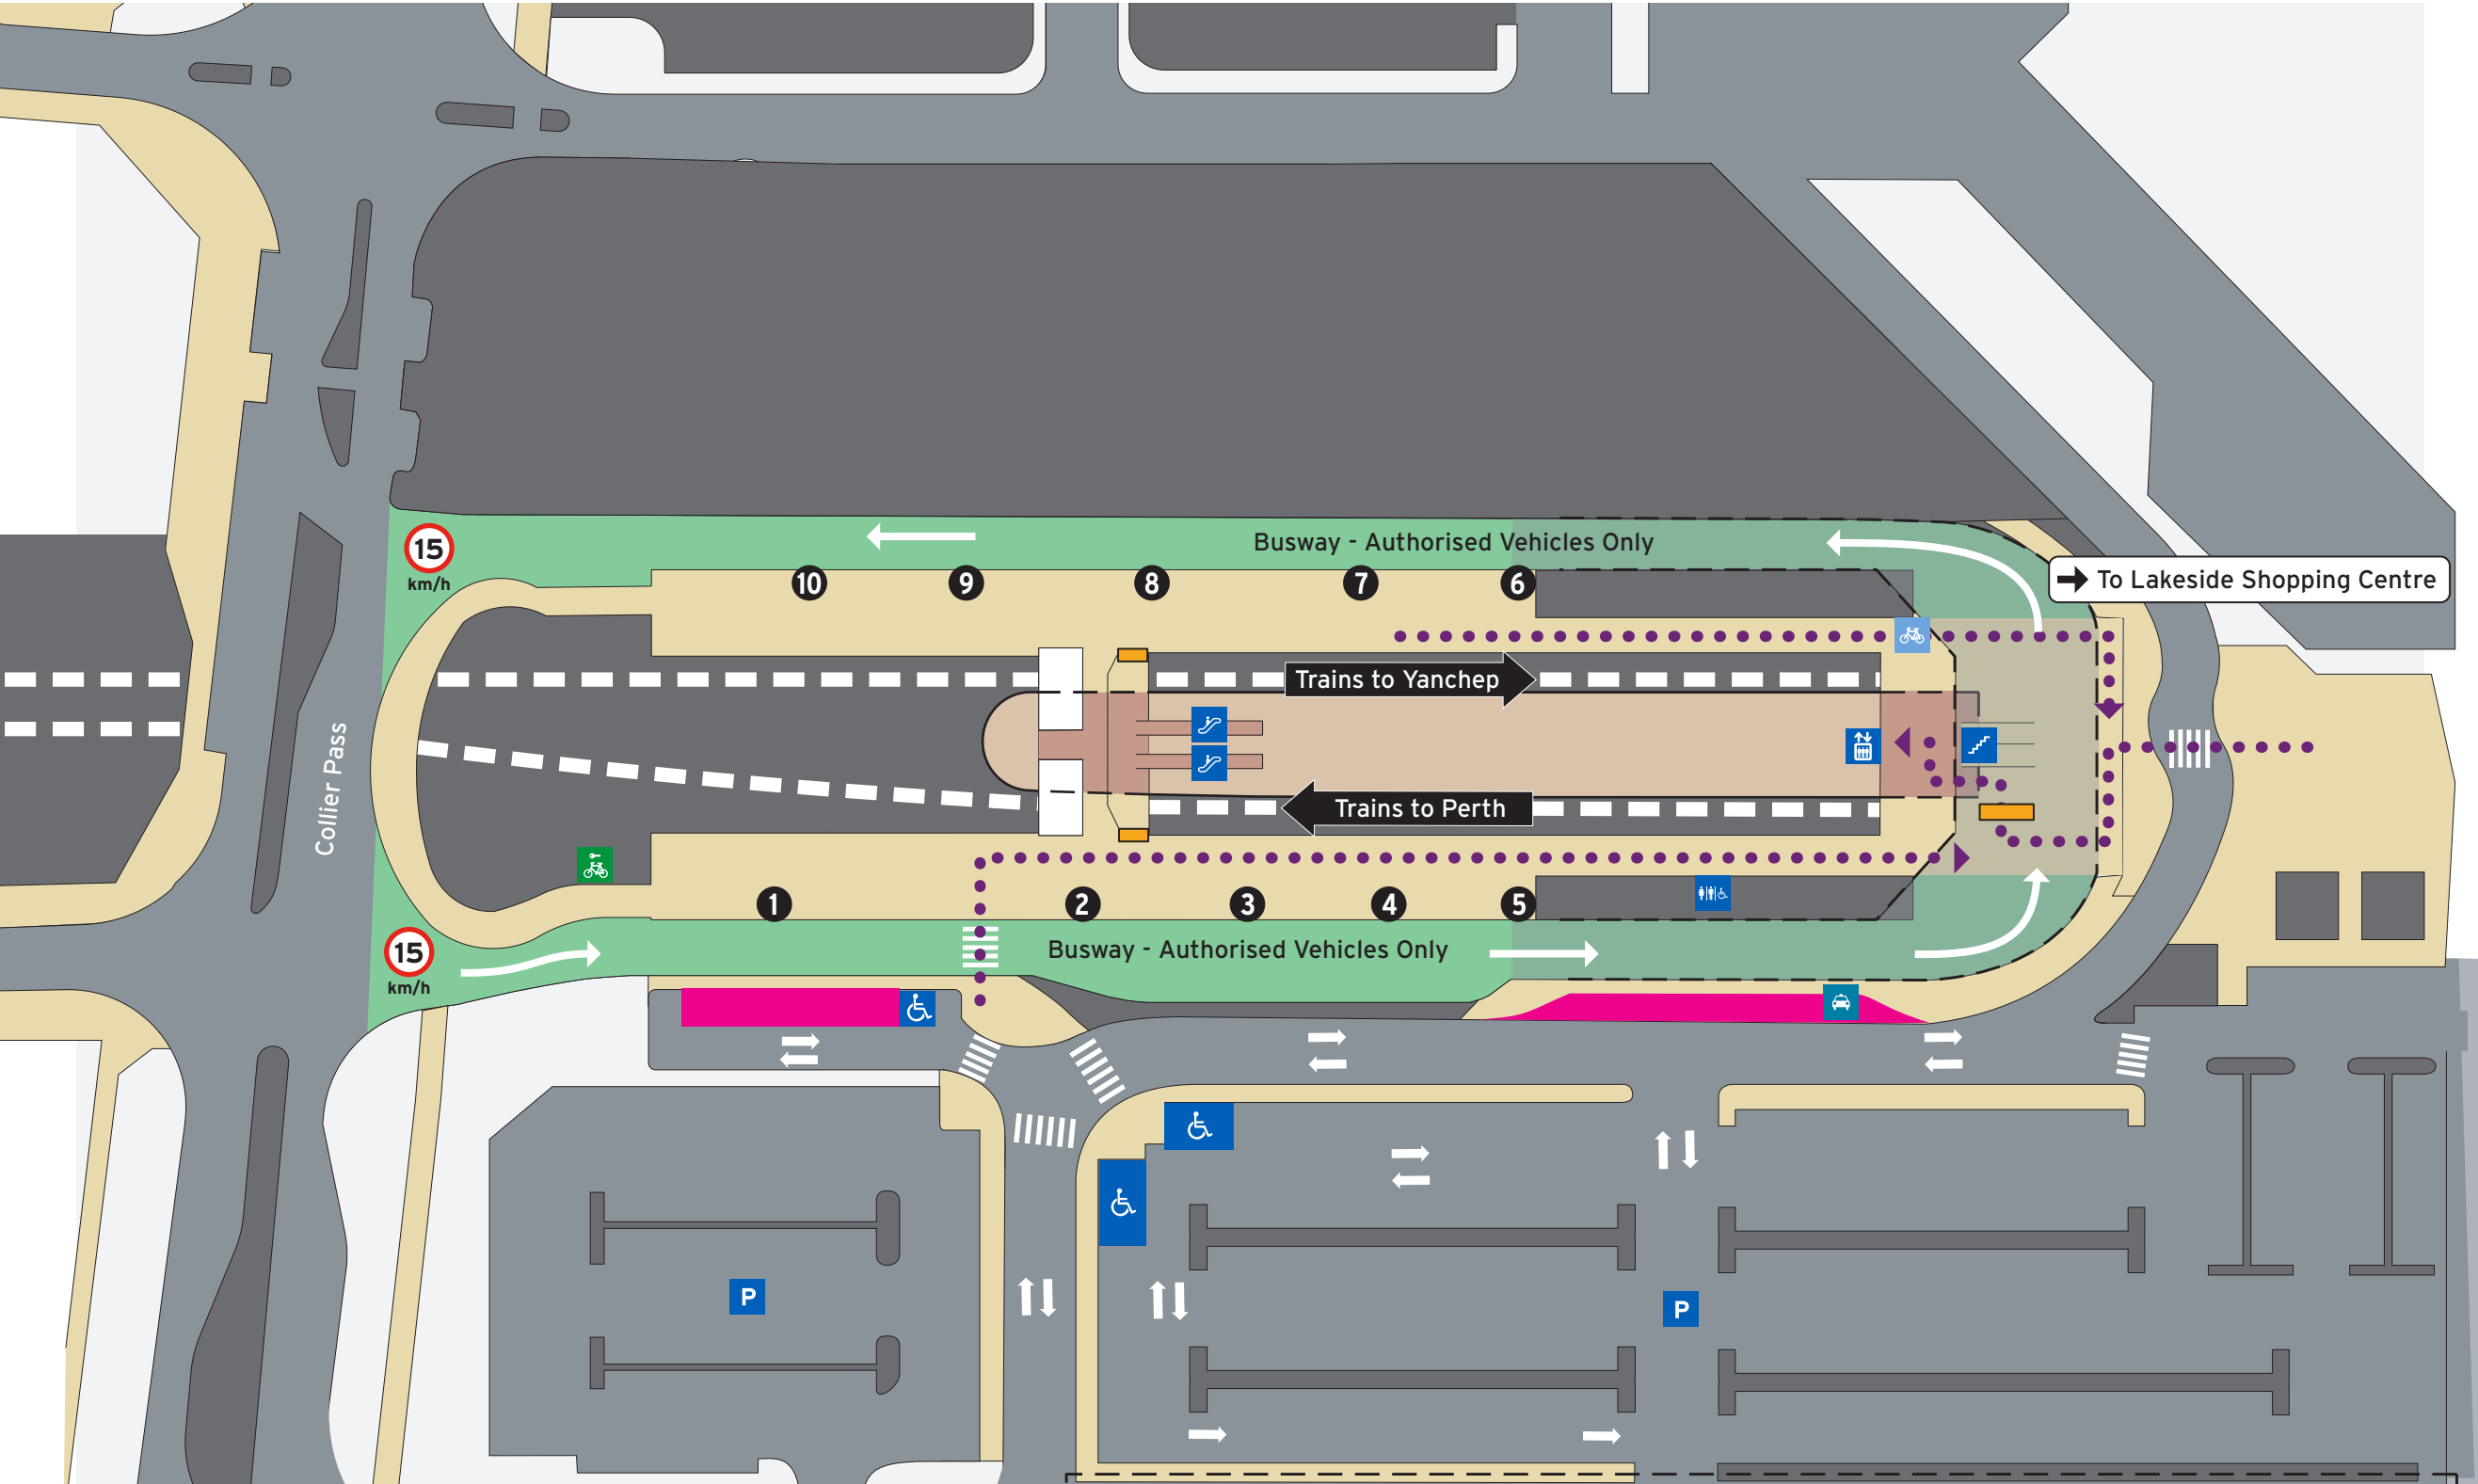 15
km/h
Busway - Authorised Vehicles Only
10
9
8
7
6
To Lakeside Shopping Centre
Trains to Yanchep
Collier Pass
Trains to Perth
1
2
3
4
5
15
km/h
Busway - Authorised Vehicles Only
P
P